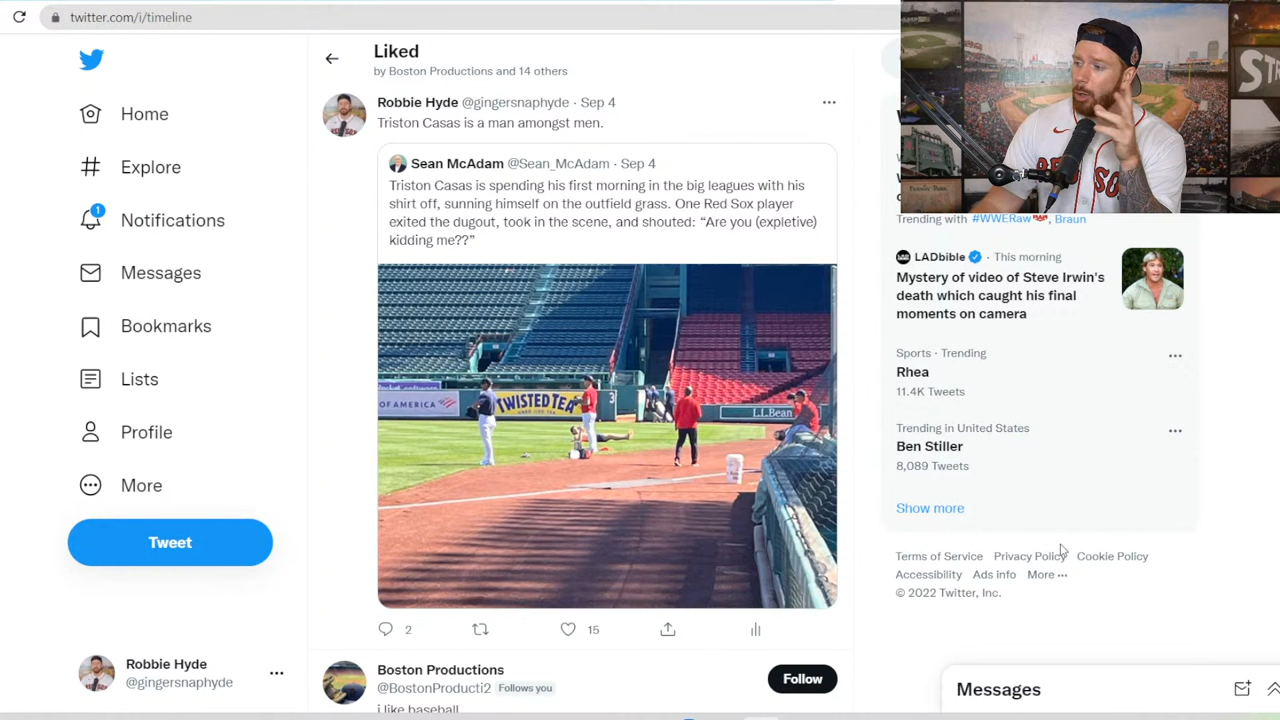 twitter.com/i/timeline
Home
Explore
1
Notifications
Messages
Bookmarks
Lists
Profile
More
Tweet
Robbie Hyde
@gingersnaphyde
Liked
by Boston Productions and 14 others
Robbie Hyde @gingersnaphyde · Sep 4
Triston Casas is a man amongst men.
Sean McAdam @Sean_McAdam · Sep 4
Triston Casas is spending his first morning in the big leagues with his
shirt off, sunning himself on the outfield grass. One Red Sox player
exited the dugout, took in the scene, and shouted: “Are you (expletive)
kidding me??”
OF AMERICA
TWISTED TEA
L.L.Bean
2
15
Boston Productions
@BostonProducti2 Follows you
Follow
i like baseball
Trending with #WWERaw, Braun
LADbible · This morning
Mystery of video of Steve Irwin's
death which caught his final
moments on camera
Sports · Trending
Rhea
11.4K Tweets
Trending in United States
Ben Stiller
8,089 Tweets
Show more
Terms of Service Privacy Policy Cookie Policy
Accessibility Ads info More ···
© 2022 Twitter, Inc.
Messages